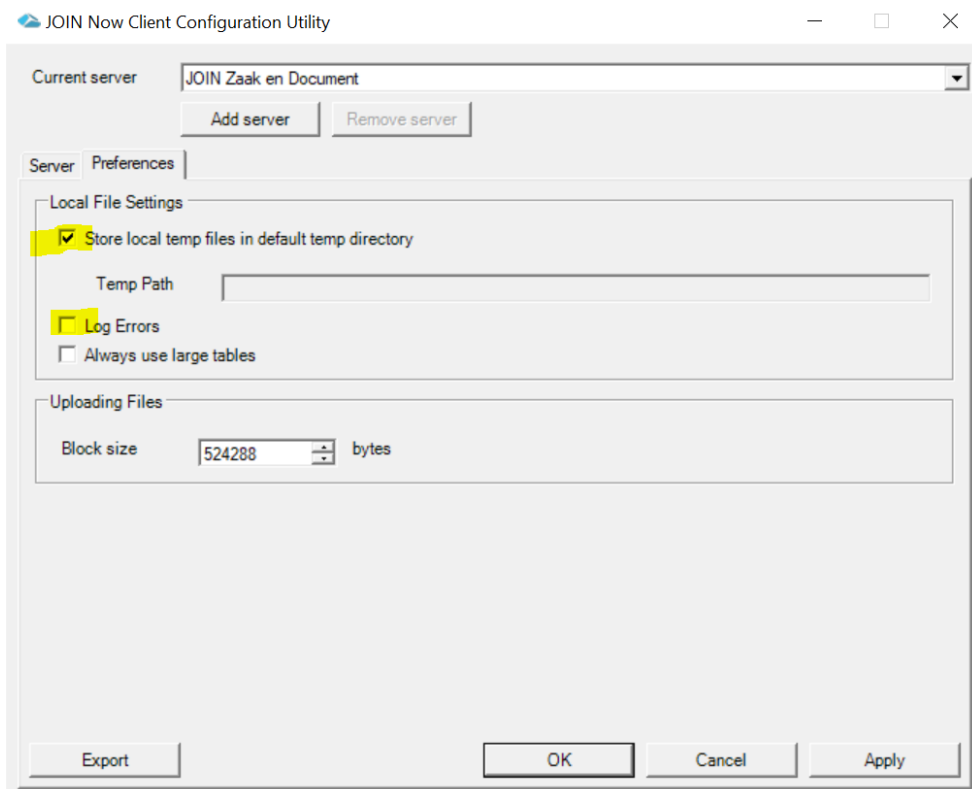 JOIN Now Client Configuration Utility
Current server JOIN Zaak en Document
Add server Remove server
Server Preferences
Local File Settings
Store local temp files in default temp directory
Temp Path
Log Errors
Always use large tables
Uploading Files
Block size 524288 bytes
Export OK Cancel Apply